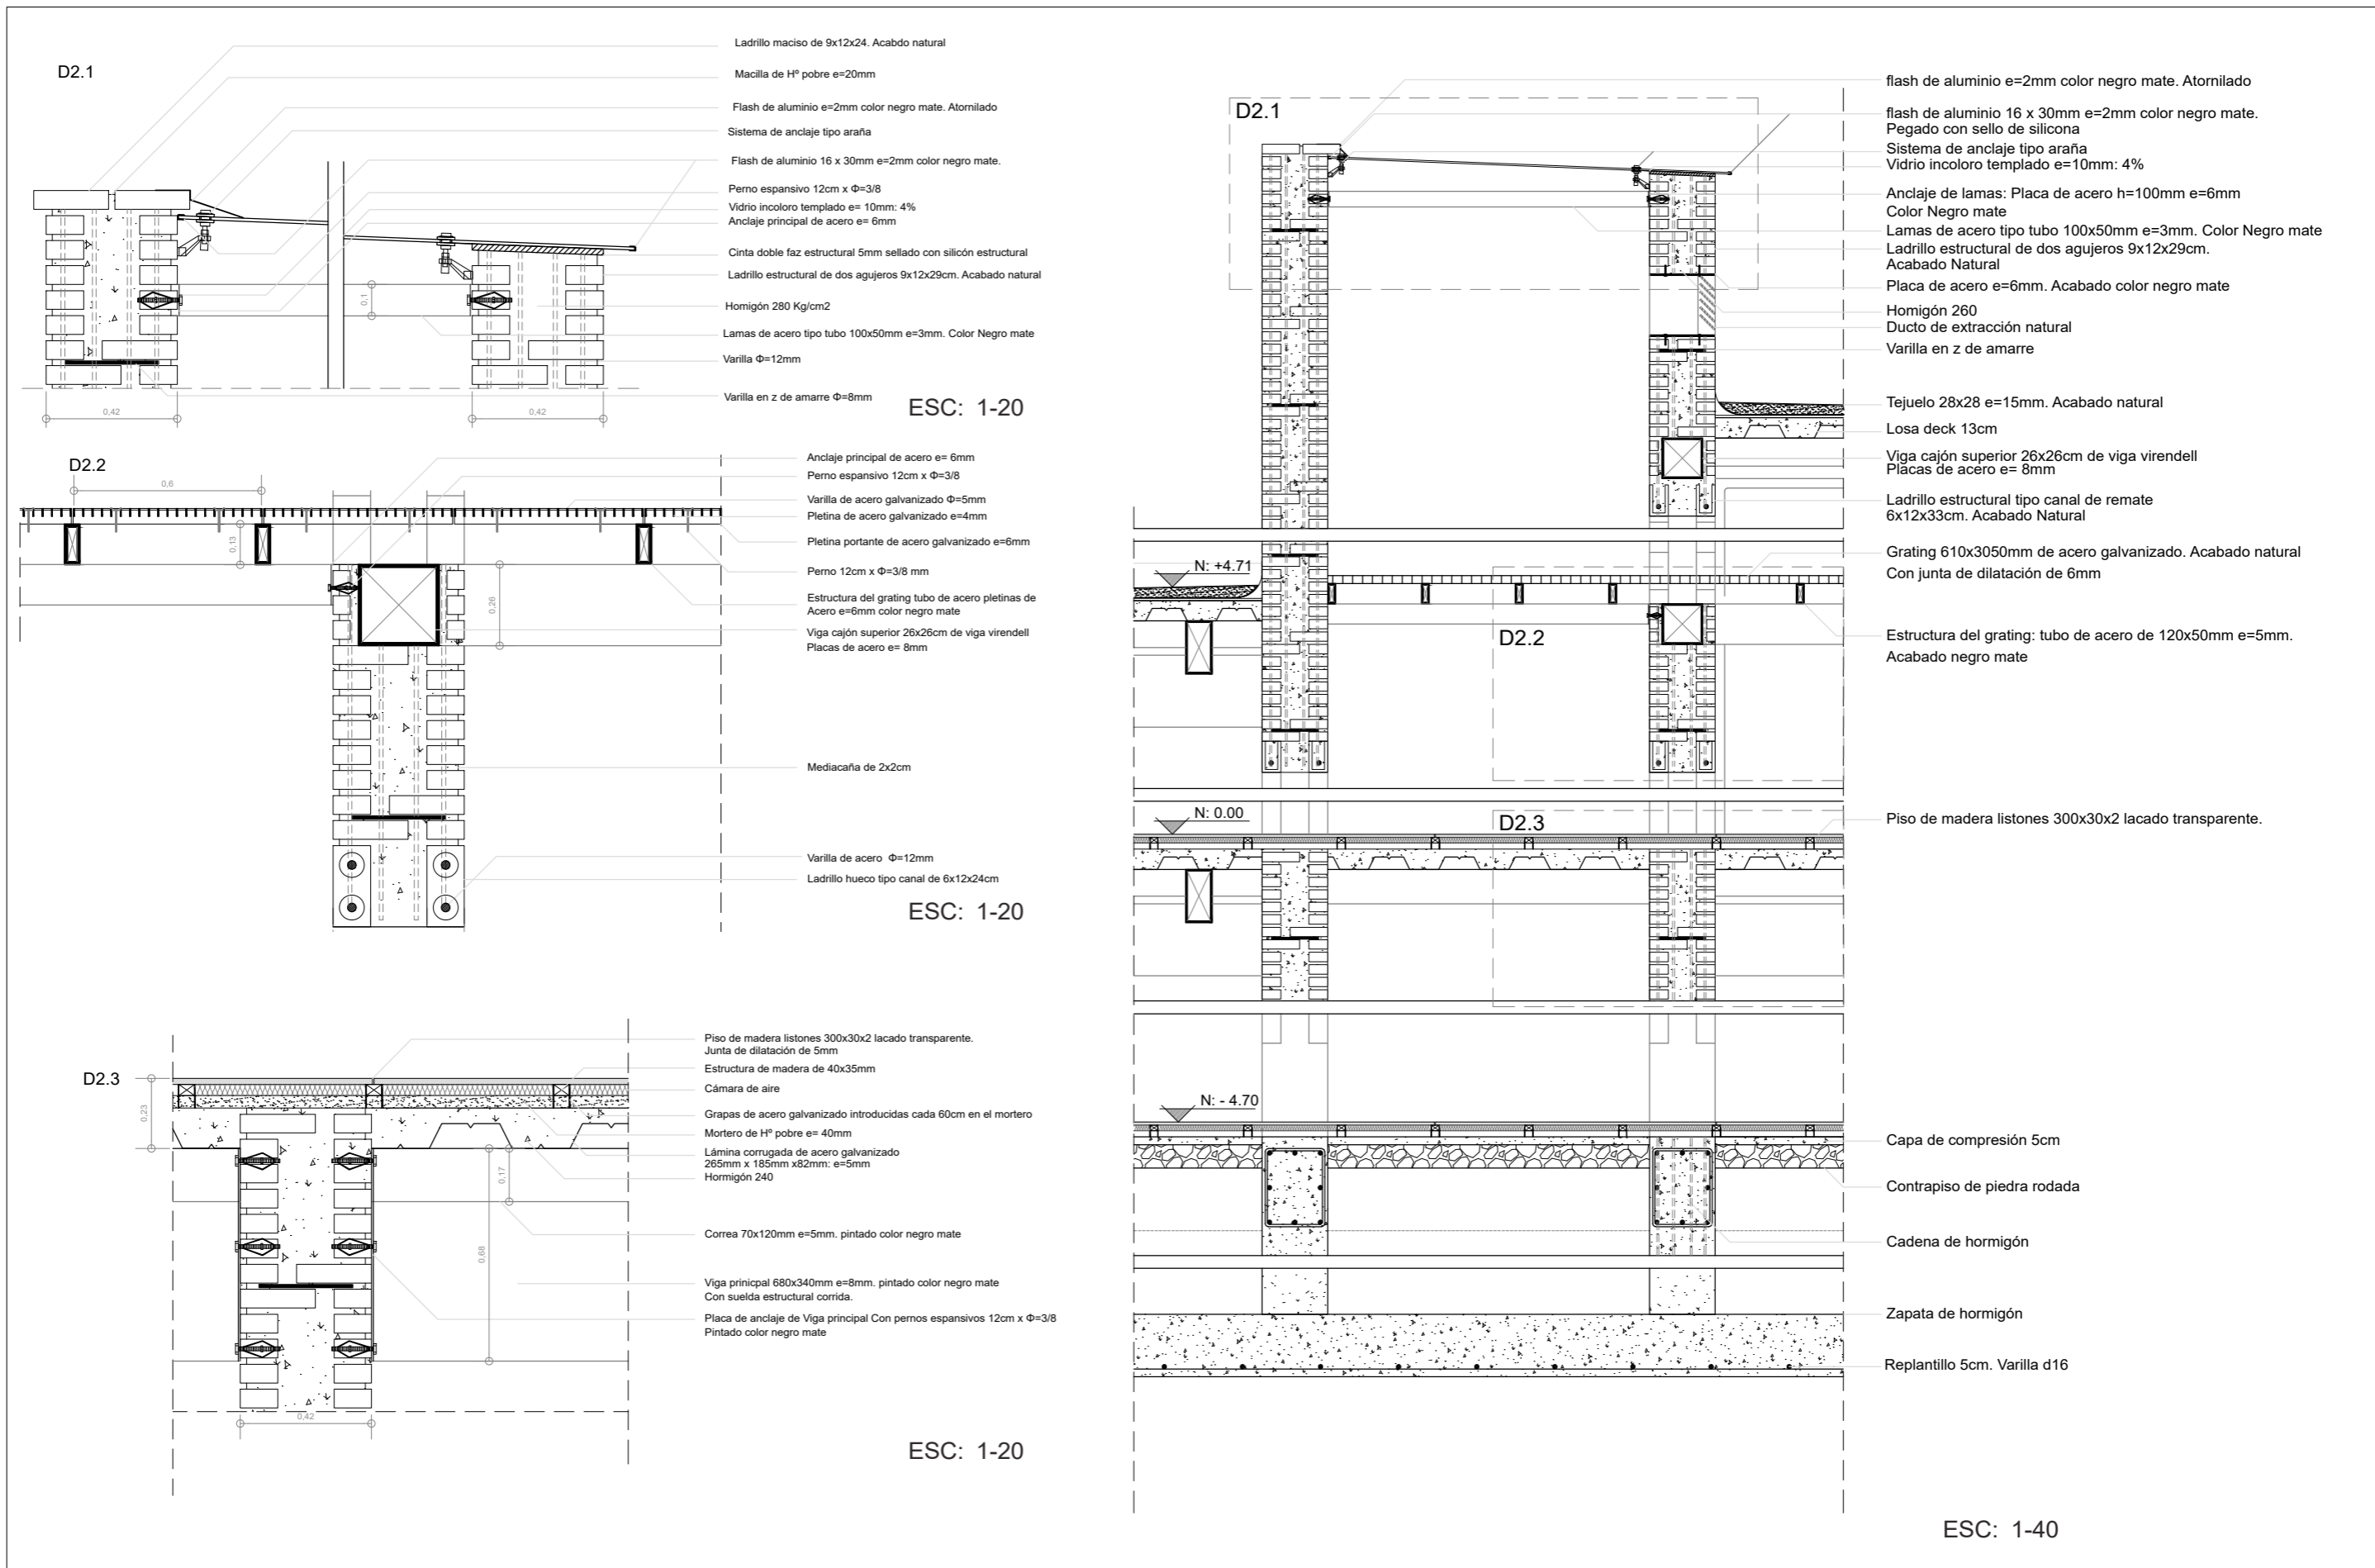 D2.1
Ladrillo maciso de 9x12x24. Acabdo natural
Macilla de Hº pobre e=20mm
Flash de aluminio e=2mm color negro mate. Atornilado
Sistema de anclaje tipo araña
Flash de aluminio 16 x 30mm e=2mm color negro mate.
Perno espansivo 12cm x Φ=3/8
Vidrio incoloro templado e= 10mm: 4%
Anclaje principal de acero e= 6mm
Cinta doble faz estructural 5mm sellado con silicón estructural
Ladrillo estructural de dos agujeros 9x12x29cm. Acabado natural
0,1
Homigón 280 Kg/cm2
Lamas de acero tipo tubo 100x50mm e=3mm. Color Negro mate
Varilla Φ=12mm
Varilla en z de amarre Φ=8mm
0,42
0,42
ESC: 1-20
D2.2
0,6
0,13
0,26
Anclaje principal de acero e= 6mm
Perno espansivo 12cm x Φ=3/8
Varilla de acero galvanizado Φ=5mm
Pletina de acero galvanizado e=4mm
Pletina portante de acero galvanizado e=6mm
Perno 12cm x Φ=3/8 mm
Estructura del grating tubo de acero pletinas de
Acero e=6mm color negro mate
Viga cajón superior 26x26cm de viga virendell
Placas de acero e= 8mm
Mediacaña de 2x2cm
Varilla de acero Φ=12mm
Ladrillo hueco tipo canal de 6x12x24cm
ESC: 1-20
D2.3
0,23
0,17
0,68
0,42
Piso de madera listones 300x30x2 lacado transparente.
Junta de dilatación de 5mm
Estructura de madera de 40x35mm
Cámara de aire
Grapas de acero galvanizado introducidas cada 60cm en el mortero
Mortero de Hº pobre e= 40mm
Lámina corrugada de acero galvanizado
265mm x 185mm x82mm: e=5mm
Hormigón 240
Correa 70x120mm e=5mm. pintado color negro mate
Viga prinicpal 680x340mm e=8mm. pintado color negro mate
Con suelda estructural corrida.
Placa de anclaje de Viga principal Con pernos espansivos 12cm x Φ=3/8
Pintado color negro mate
ESC: 1-20
D2.1
flash de aluminio e=2mm color negro mate. Atornilado
flash de aluminio 16 x 30mm e=2mm color negro mate.
Pegado con sello de silicona
Sistema de anclaje tipo araña
Vidrio incoloro templado e=10mm: 4%
Anclaje de lamas: Placa de acero h=100mm e=6mm
Color Negro mate
Lamas de acero tipo tubo 100x50mm e=3mm. Color Negro mate
Ladrillo estructural de dos agujeros 9x12x29cm.
Acabado Natural
Placa de acero e=6mm. Acabado color negro mate
Homigón 260
Ducto de extracción natural
Varilla en z de amarre
Tejuelo 28x28 e=15mm. Acabado natural
Losa deck 13cm
Viga cajón superior 26x26cm de viga virendell
Placas de acero e= 8mm
Ladrillo estructural tipo canal de remate
6x12x33cm. Acabado Natural
N: +4.71
Grating 610x3050mm de acero galvanizado. Acabado natural
Con junta de dilatación de 6mm
D2.2
Estructura del grating: tubo de acero de 120x50mm e=5mm.
Acabado negro mate
N: 0.00
D2.3
Piso de madera listones 300x30x2 lacado transparente.
N: - 4.70
Capa de compresión 5cm
Contrapiso de piedra rodada
Cadena de hormigón
Zapata de hormigón
Replantillo 5cm. Varilla d16
ESC: 1-40